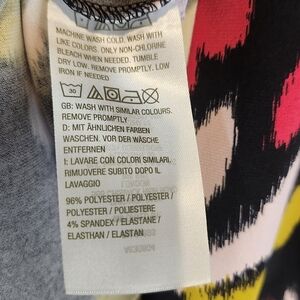 MACHINE WASH COLD. WASH WITH
LIKE COLORS. ONLY NON-CHLORINE
BLEACH WHEN NEEDED. TUMBLE
DRY LOW. REMOVE PROMPTLY. LOW
IRON IF NEEDED
30
GB: WASH WITH SIMILAR COLOURS.
REMOVE PROMPTLY
D: MIT ÄHNLICHEN FARBEN
WASCHEN. VOR DER WÄSCHE
ENTFERNEN
I: LAVARE CON COLORI SIMILARI.
RIMUOVERE SUBITO DOPO IL
LAVAGGIO
96% POLYESTER / POLYESTER /
POLYESTER / POLIESTERE
4% SPANDEX / ELASTANE /
ELASTHAN / ELASTAN